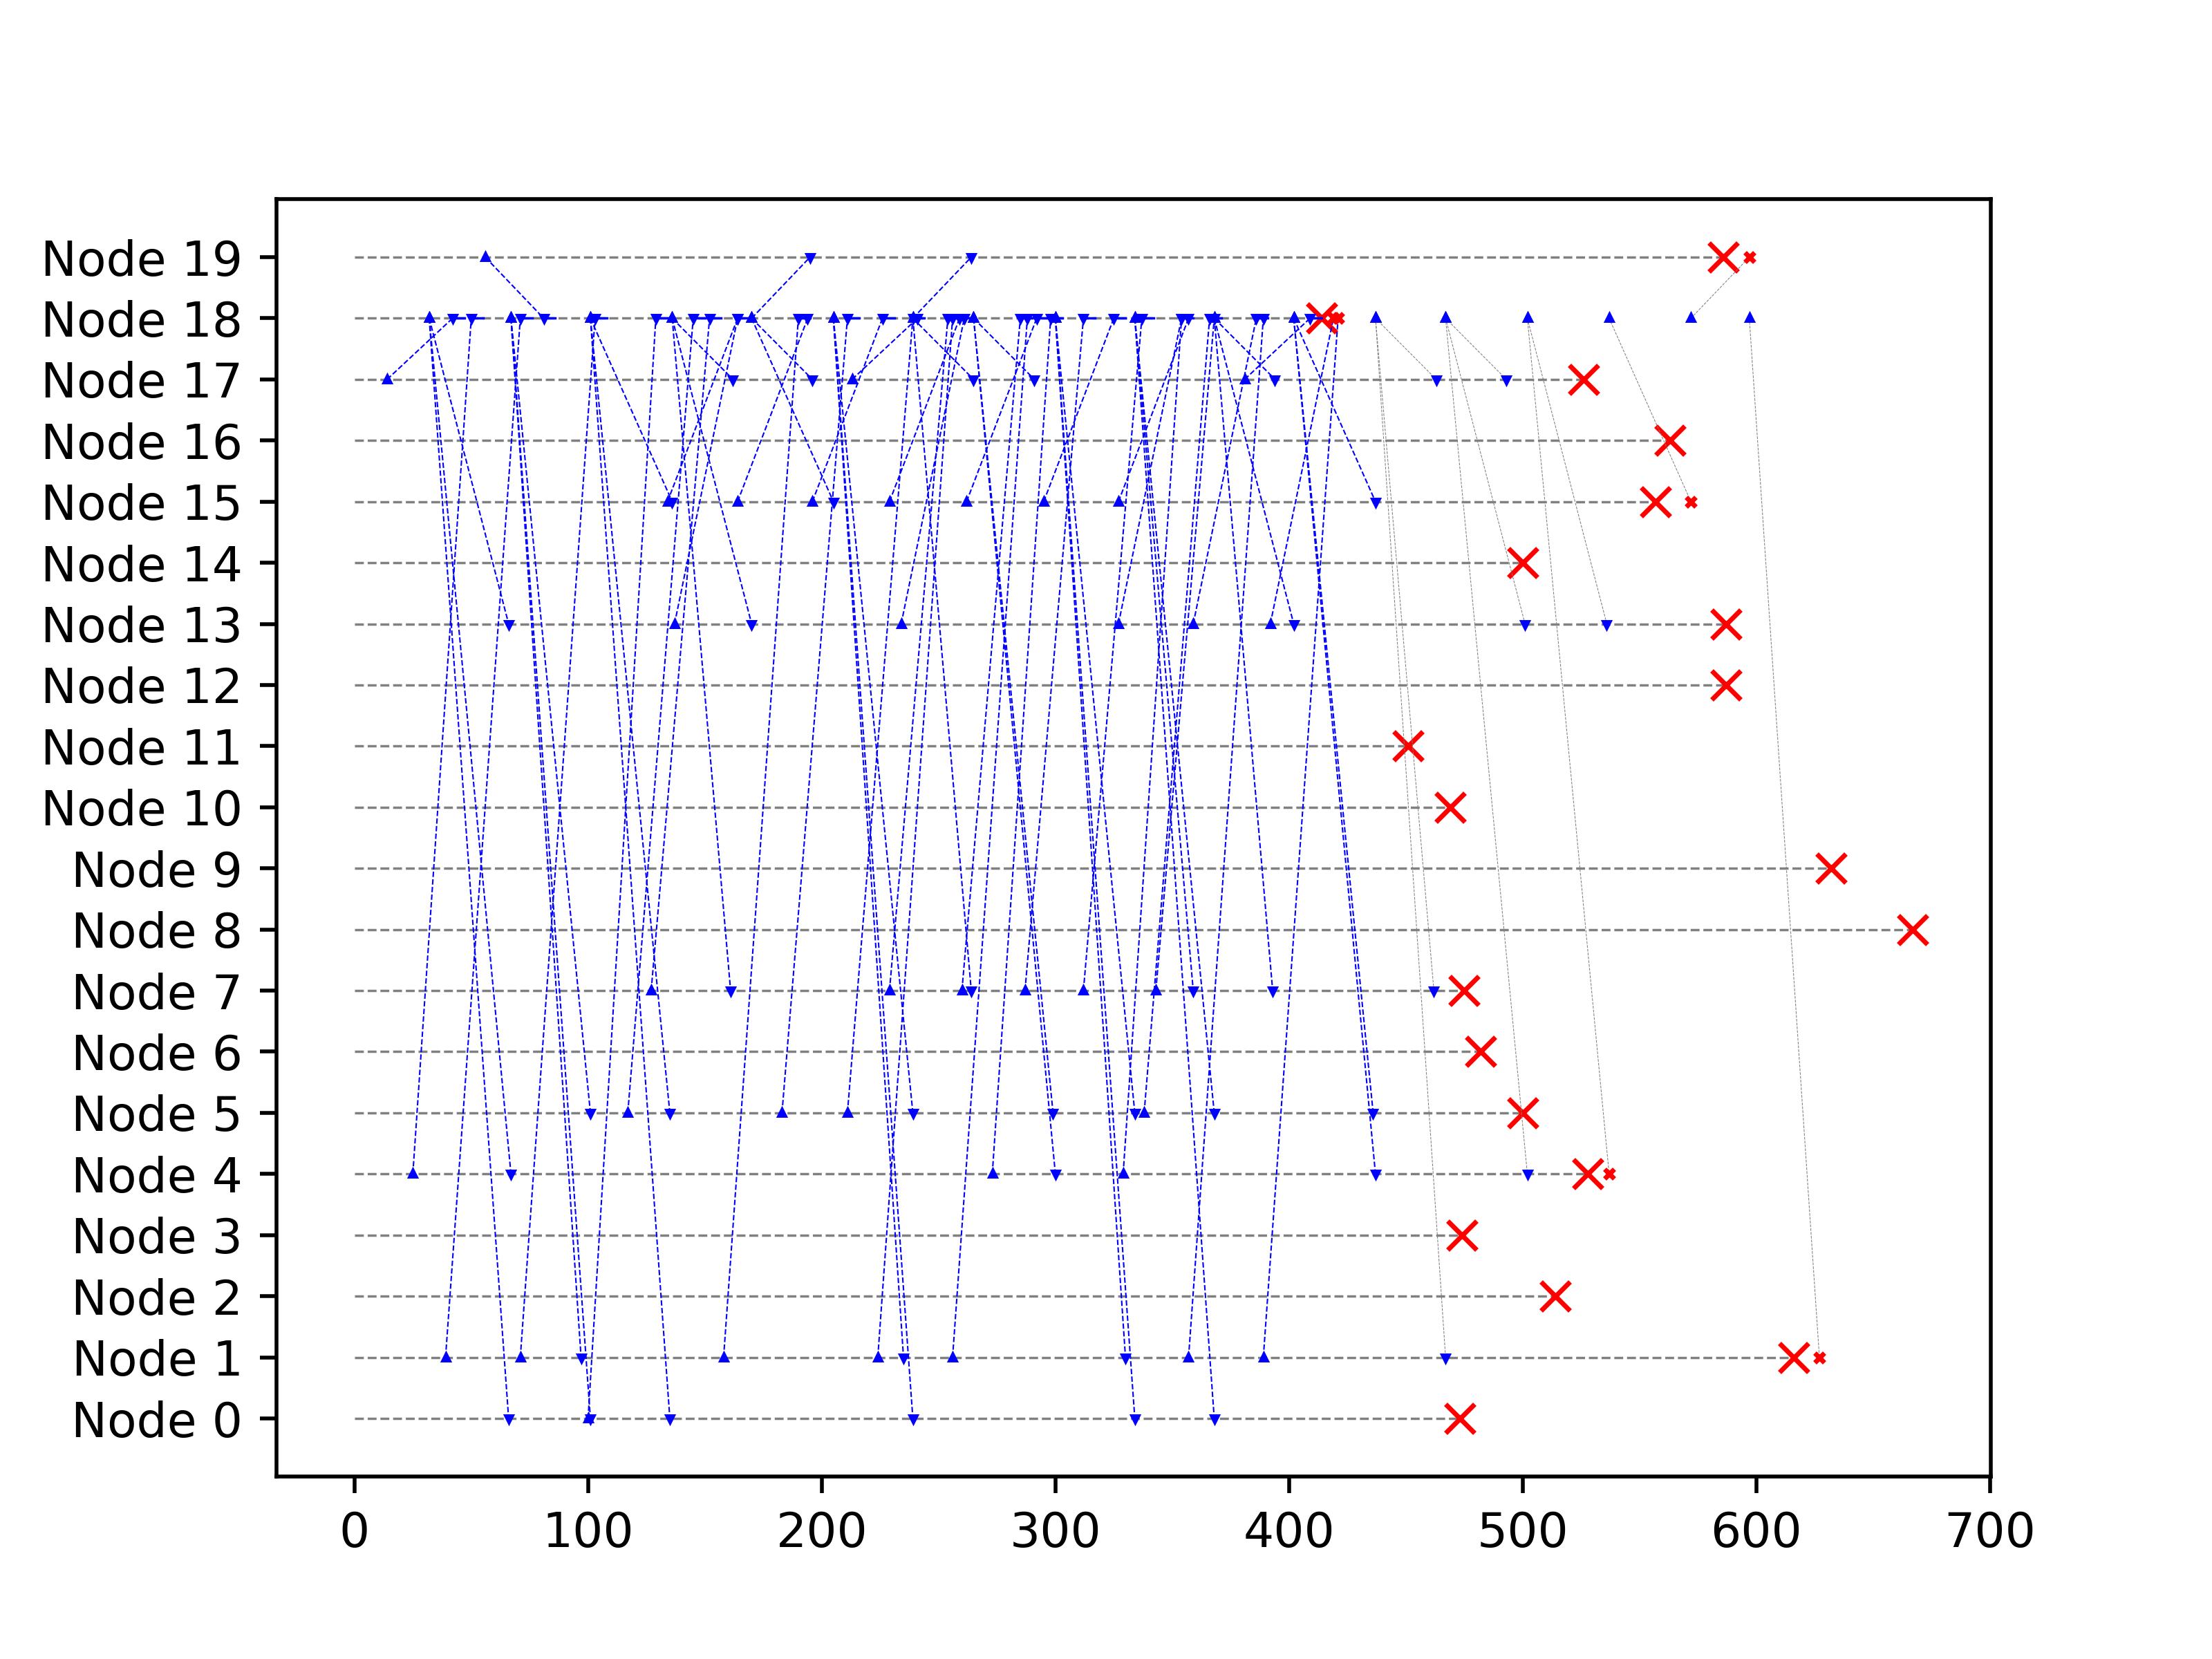 Node 19
Node 18
Node 17
Node 16
Node 15
Node 14
Node 13
Node 12
Node 11
Node 10
Node 9
Node 8
Node 7
Node 6
Node 5
Node 4
Node 3
Node 2
Node 1
Node 0
0 100 200 300 400 500 600 700